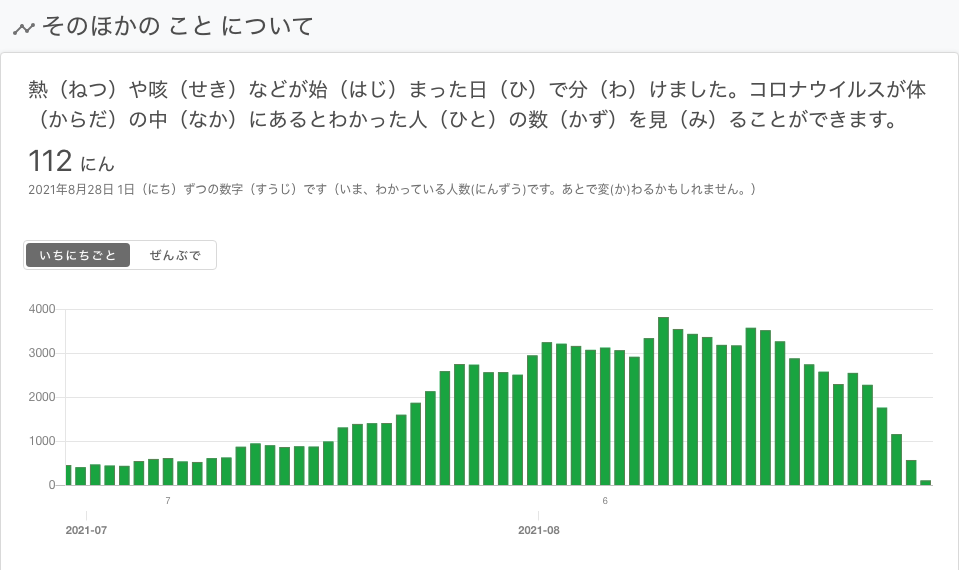 そのほかの こと について
熱（ねつ）や咳（せき）などが始（はじ）まった日（ひ）で分（わ）けました。コロナウイルスが体
（からだ）の中（なか）にあるとわかった人（ひと）の数（かず）を見（み）ることができます。
112 にん
2021年8月28日 1日（にち）ずつの数字（すうじ）です（いま、わかっている人数(にんずう)です。あとで変(か)わるかもしれません。）
いちにちごと ぜんぶで
4000
3000
2000
1000
0
7 6
2021-07 2021-08